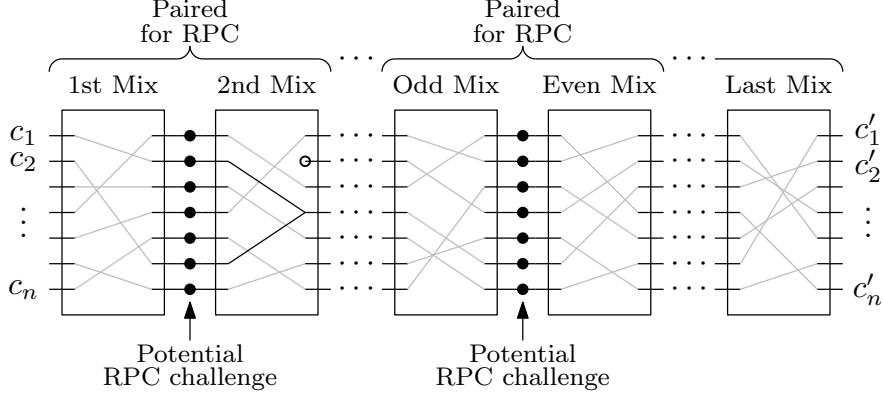 Paired
for RPC
Paired
for RPC
1st Mix
2nd Mix
Odd Mix
Even Mix
Last Mix
c₁
c₂
⋮
cₙ
c′₁
c′₂
⋮
c′ₙ
Potential
RPC challenge
Potential
RPC challenge